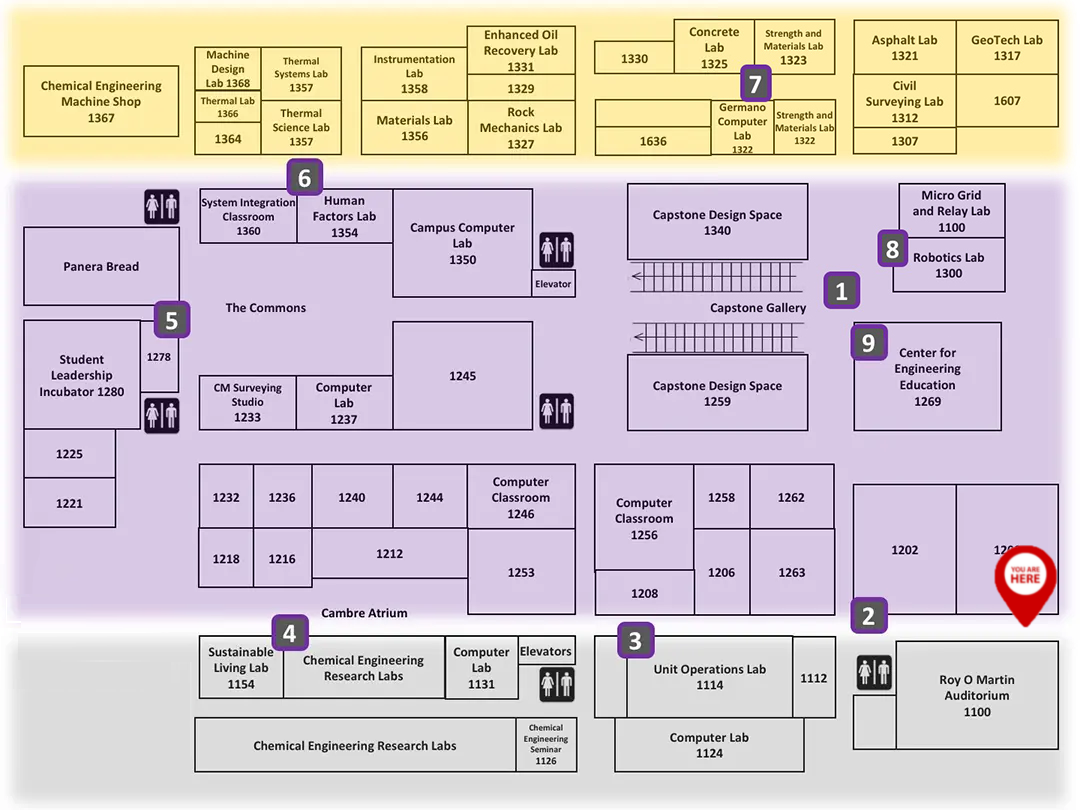 Chemical Engineering
Machine Shop
1367
Machine
Design
Lab 1368
Thermal
Systems Lab
1357
Thermal Lab
1366
1364
Thermal
Science Lab
1357
Instrumentation
Lab
1358
Materials Lab
1356
Enhanced Oil
Recovery Lab
1331
1329
Rock
Mechanics Lab
1327
1330
Concrete
Lab
1325
Strength and
Materials Lab
1323
7
1636
Germano
Computer
Lab
1322
Strength and
Materials Lab
1322
Asphalt Lab
1321
GeoTech Lab
1317
Civil
Surveying Lab
1312
1607
1307
6
System Integration
Classroom
1360
Human
Factors Lab
1354
Campus Computer
Lab
1350
Elevator
Panera Bread
The Commons
5
Student
Leadership
Incubator 1280
1278
1225
1221
CM Surveying
Studio
1233
Computer
Lab
1237
1245
Capstone Design Space
1340
Capstone Gallery
1
Capstone Design Space
1259
Micro Grid
and Relay Lab
1100
8
Robotics Lab
1300
9
Center for
Engineering
Education
1269
1232
1236
1240
1244
Computer
Classroom
1246
1218
1216
1212
1253
Cambre Atrium
Computer
Classroom
1256
1258
1262
1208
1206
1263
1202
YOU ARE
HERE
2
4
Sustainable
Living Lab
1154
Chemical Engineering
Research Labs
Computer
Lab
1131
Elevators
Chemical Engineering Research Labs
Chemical
Engineering
Seminar
1126
3
Unit Operations Lab
1114
1112
Computer Lab
1124
Roy O Martin
Auditorium
1100